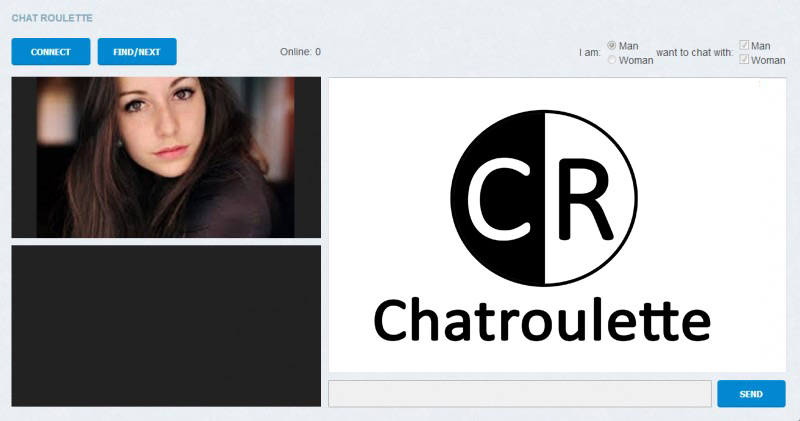 CHAT ROULETTE
CONNECT
FIND/NEXT
Online: 0
I am:
Man
Woman
want to chat with:
Man
Woman
CR
Chatroulette
SEND